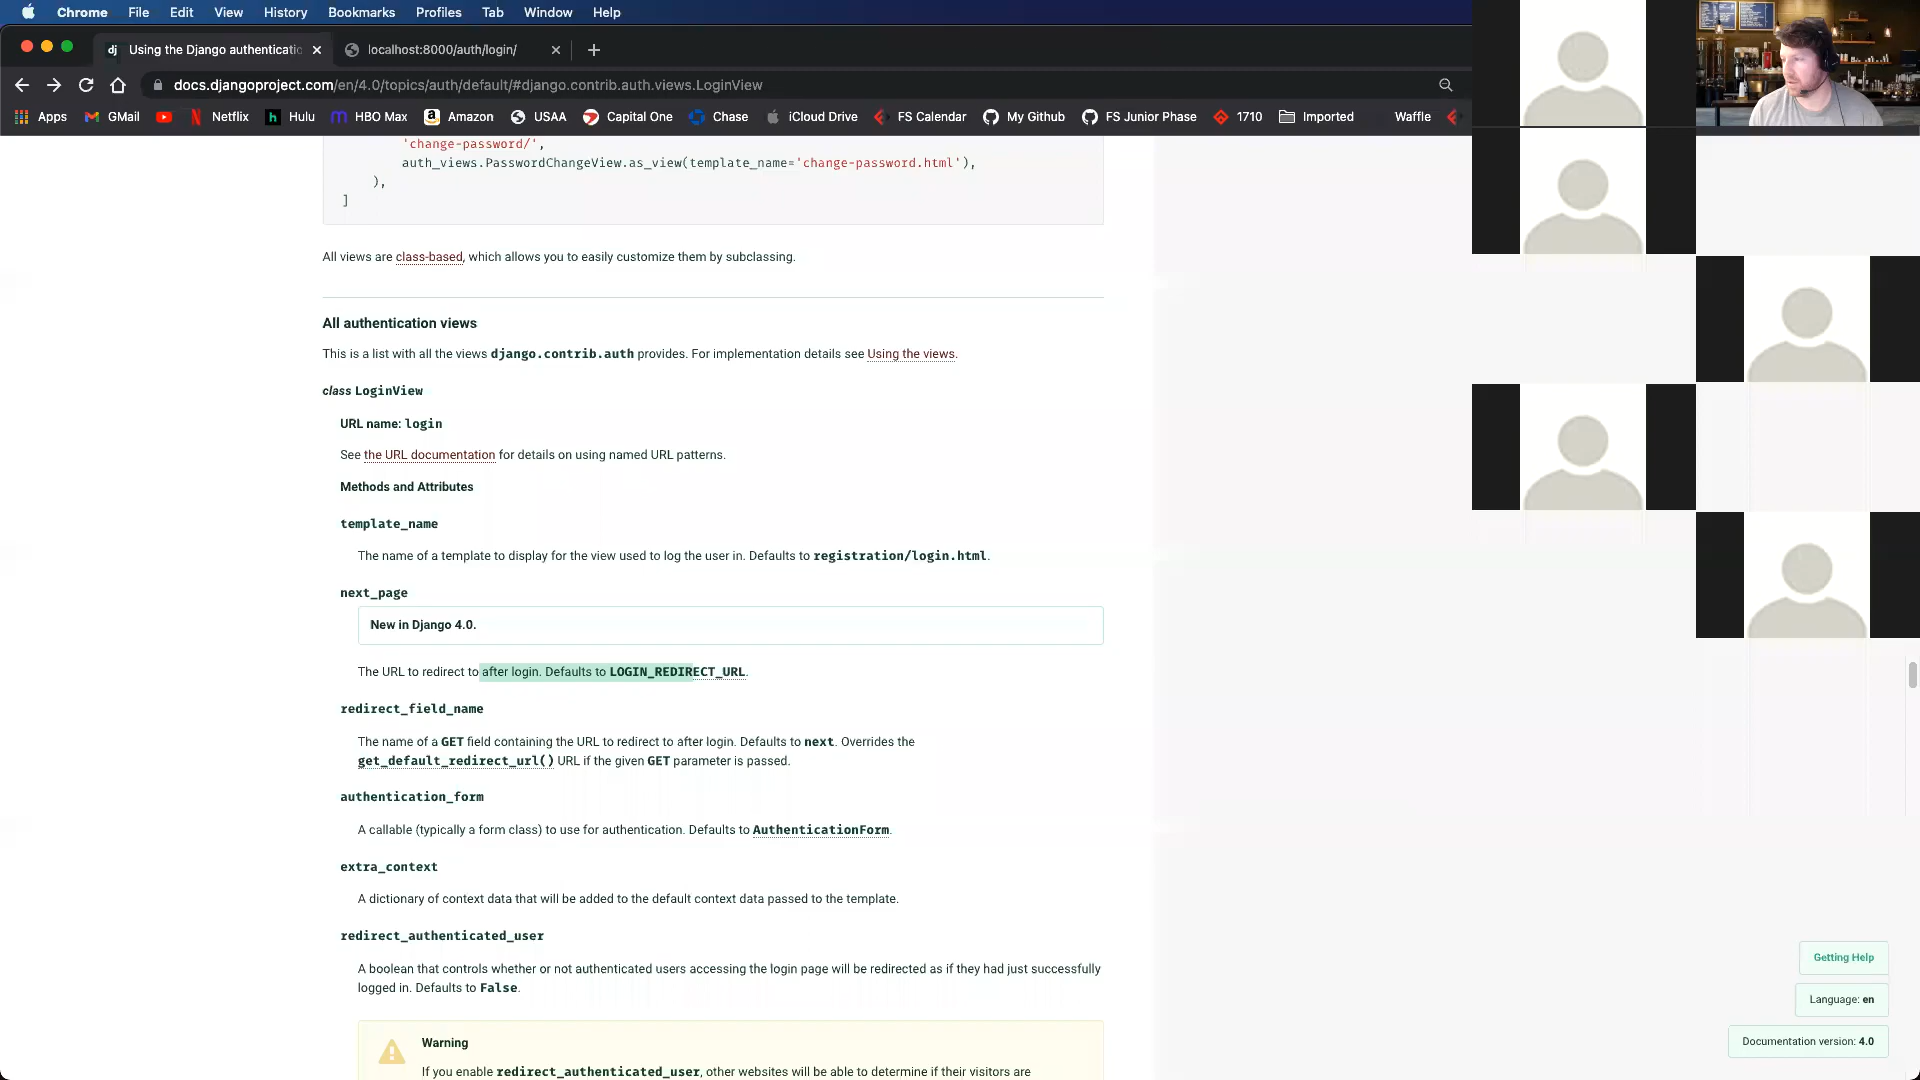 Chrome File Edit View History Bookmarks Profiles Tab Window Help
dj Using the Django authenticatio localhost:8000/auth/login/
docs.djangoproject.com/en/4.0/topics/auth/default/#django.contrib.auth.views.LoginView
Apps GMail Netflix Hulu HBO Max Amazon USAA Capital One Chase iCloud Drive FS Calendar My Github FS Junior Phase 1710 Imported Waffle
'change-password/',
auth_views.PasswordChangeView.as_view(template_name='change-password.html'),
),
]
All views are class-based, which allows you to easily customize them by subclassing.
All authentication views
This is a list with all the views django.contrib.auth provides. For implementation details see Using the views.
class LoginView
URL name: login
See the URL documentation for details on using named URL patterns.
Methods and Attributes
template_name
The name of a template to display for the view used to log the user in. Defaults to registration/login.html.
next_page
New in Django 4.0.
The URL to redirect to after login. Defaults to LOGIN_REDIRECT_URL.
redirect_field_name
The name of a GET field containing the URL to redirect to after login. Defaults to next. Overrides the
get_default_redirect_url() URL if the given GET parameter is passed.
authentication_form
A callable (typically a form class) to use for authentication. Defaults to AuthenticationForm.
extra_context
A dictionary of context data that will be added to the default context data passed to the template.
redirect_authenticated_user
A boolean that controls whether or not authenticated users accessing the login page will be redirected as if they had just successfully
logged in. Defaults to False.
Warning
If you enable redirect_authenticated_user, other websites will be able to determine if their visitors are
Getting Help
Language: en
Documentation version: 4.0